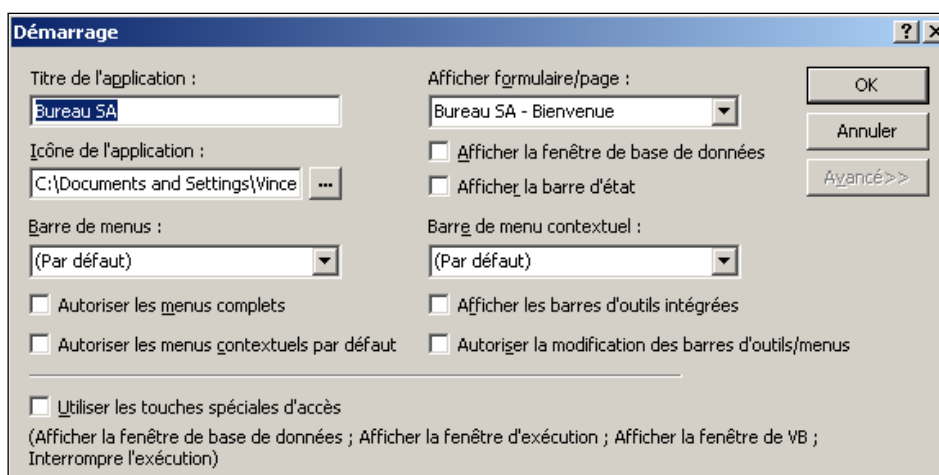 Démarrage
Titre de l'application :
Bureau SA
Afficher formulaire/page :
Bureau SA - Bienvenue
OK
Annuler
Avancé>>
Icône de l'application :
C:\Documents and Settings\Vince
...
Afficher la fenêtre de base de données
Afficher la barre d'état
Barre de menus :
(Par défaut)
Barre de menu contextuel :
(Par défaut)
Autoriser les menus complets
Afficher les barres d'outils intégrées
Autoriser les menus contextuels par défaut
Autoriser la modification des barres d'outils/menus
Utiliser les touches spéciales d'accès
(Afficher la fenêtre de base de données ; Afficher la fenêtre d'exécution ; Afficher la fenêtre de VB ;
Interrompre l'exécution)